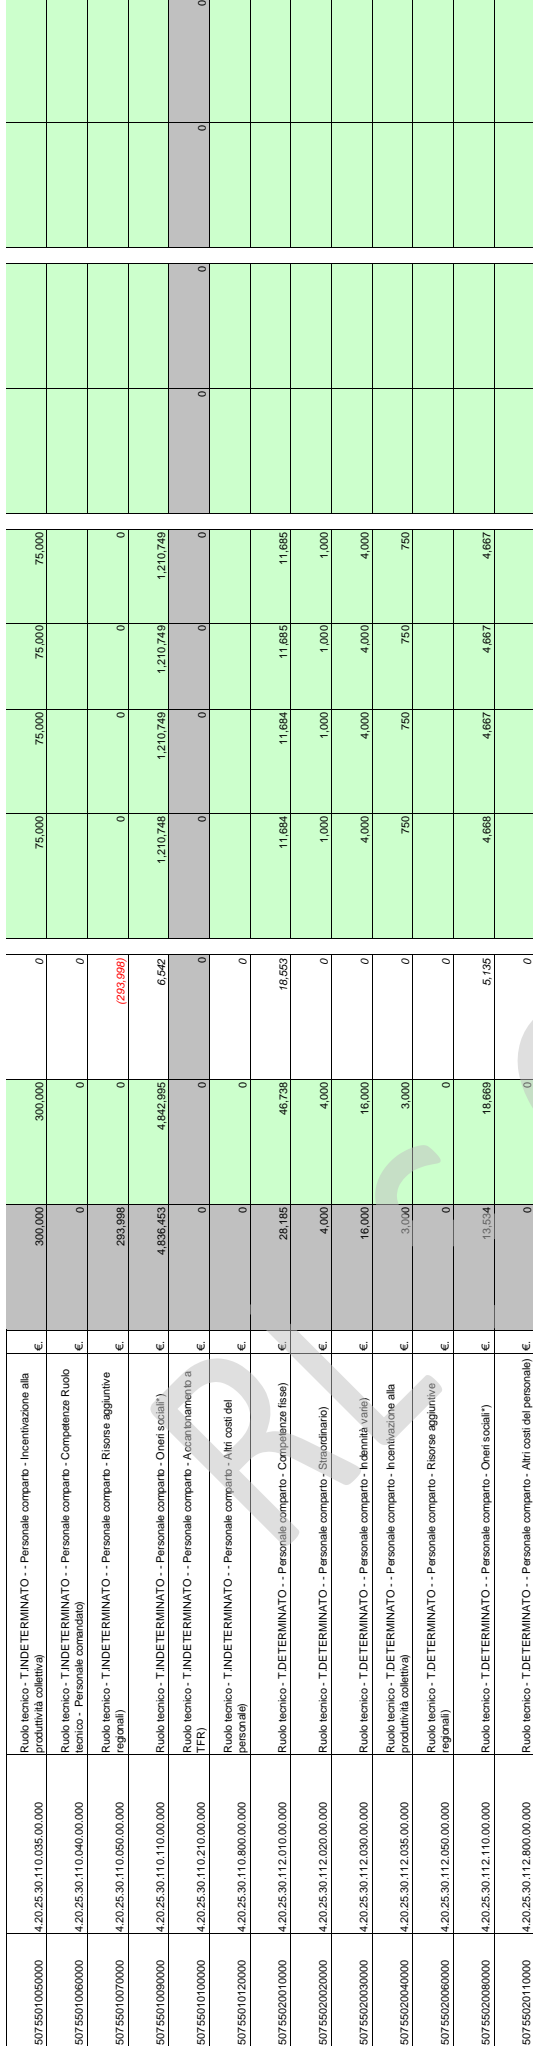 50755010050000 4.20.25.30.110.035.00.000 Ruolo tecnico - T.INDETERMINATO - - Personale comparto - Incentivazione alla €. 300,000 300,000 0 75,000 75,000 75,000 75,000
produttività collettiva)
50755010060000 4.20.25.30.110.040.00.000 Ruolo tecnico - T.INDETERMINATO - - Personale comparto - Competenze Ruolo €. 0 0 0
tecnico - Personale comandato)
50755010070000 4.20.25.30.110.050.00.000 Ruolo tecnico - T.INDETERMINATO - - Personale comparto - Risorse aggiuntive €. 293,998 0 (293,998) 0 0 0 0
regionali)
50755010090000 4.20.25.30.110.110.00.000 Ruolo tecnico - T.INDETERMINATO - - Personale comparto - Oneri sociali*) €. 4,836,453 4,842,995 6,542 1,210,748 1,210,749 1,210,749 1,210,749
50755010100000 4.20.25.30.110.210.00.000 Ruolo tecnico - T.INDETERMINATO - - Personale comparto - Accantonamento a €. 0 0 0 0 0 0 0 0 0 0 0
TFR)
50755010120000 4.20.25.30.110.800.00.000 Ruolo tecnico - T.INDETERMINATO - - Personale comparto - Altri costi del €. 0 0 0
personale)
50755020010000 4.20.25.30.112.010.00.000 Ruolo tecnico - T.DETERMINATO - - Personale comparto - Competenze fisse) €. 28,185 46,738 18,553 11,684 11,684 11,685 11,685
50755020020000 4.20.25.30.112.020.00.000 Ruolo tecnico - T.DETERMINATO - - Personale comparto - Straordinario) €. 4,000 4,000 0 1,000 1,000 1,000 1,000
50755020030000 4.20.25.30.112.030.00.000 Ruolo tecnico - T.DETERMINATO - - Personale comparto - Indennità varie) €. 16,000 16,000 0 4,000 4,000 4,000 4,000
50755020040000 4.20.25.30.112.035.00.000 Ruolo tecnico - T.DETERMINATO - - Personale comparto - Incentivazione alla €. 3,000 3,000 0 750 750 750 750
produttività collettiva)
50755020060000 4.20.25.30.112.050.00.000 Ruolo tecnico - T.DETERMINATO - - Personale comparto - Risorse aggiuntive €. 0 0 0
regionali)
50755020080000 4.20.25.30.112.110.00.000 Ruolo tecnico - T.DETERMINATO - - Personale comparto - Oneri sociali*) €. 13,534 18,669 5,135 4,668 4,667 4,667 4,667
50755020110000 4.20.25.30.112.800.00.000 Ruolo tecnico - T.DETERMINATO - - Personale comparto - Altri costi del personale) €. 0 0 0
RL